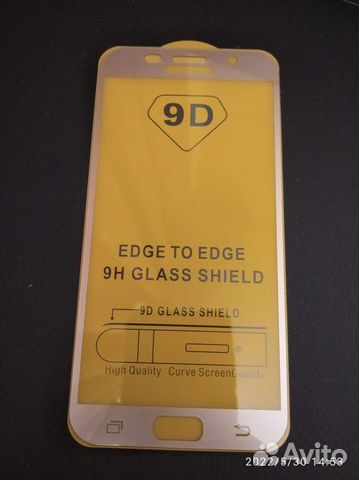 9D
EDGE TO EDGE
9H GLASS SHIELD
9D GLASS SHIELD
High Quality Curve ScreenGuard.
Avito
2022/5/30 14:53